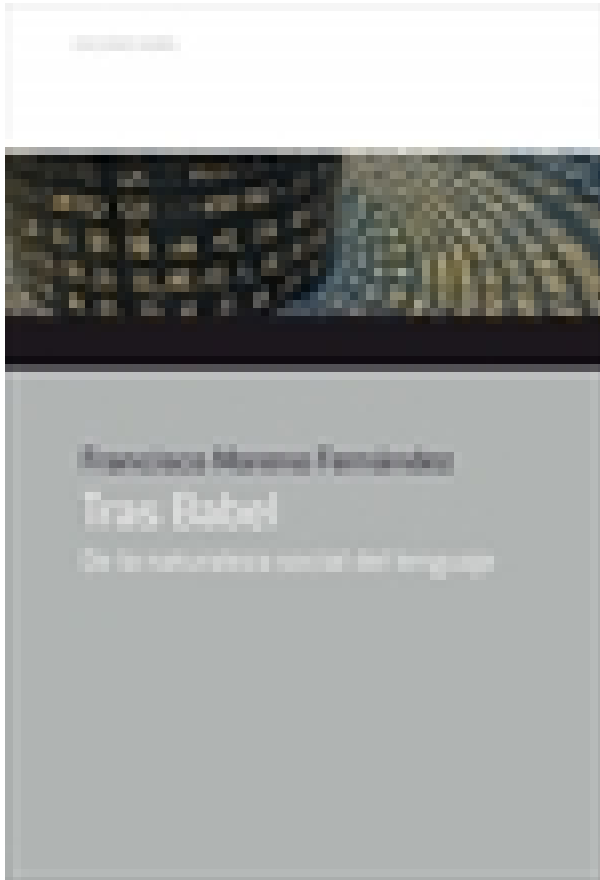 Francisco Moreno Fernández
Tras Babel
De la naturaleza social del lenguaje